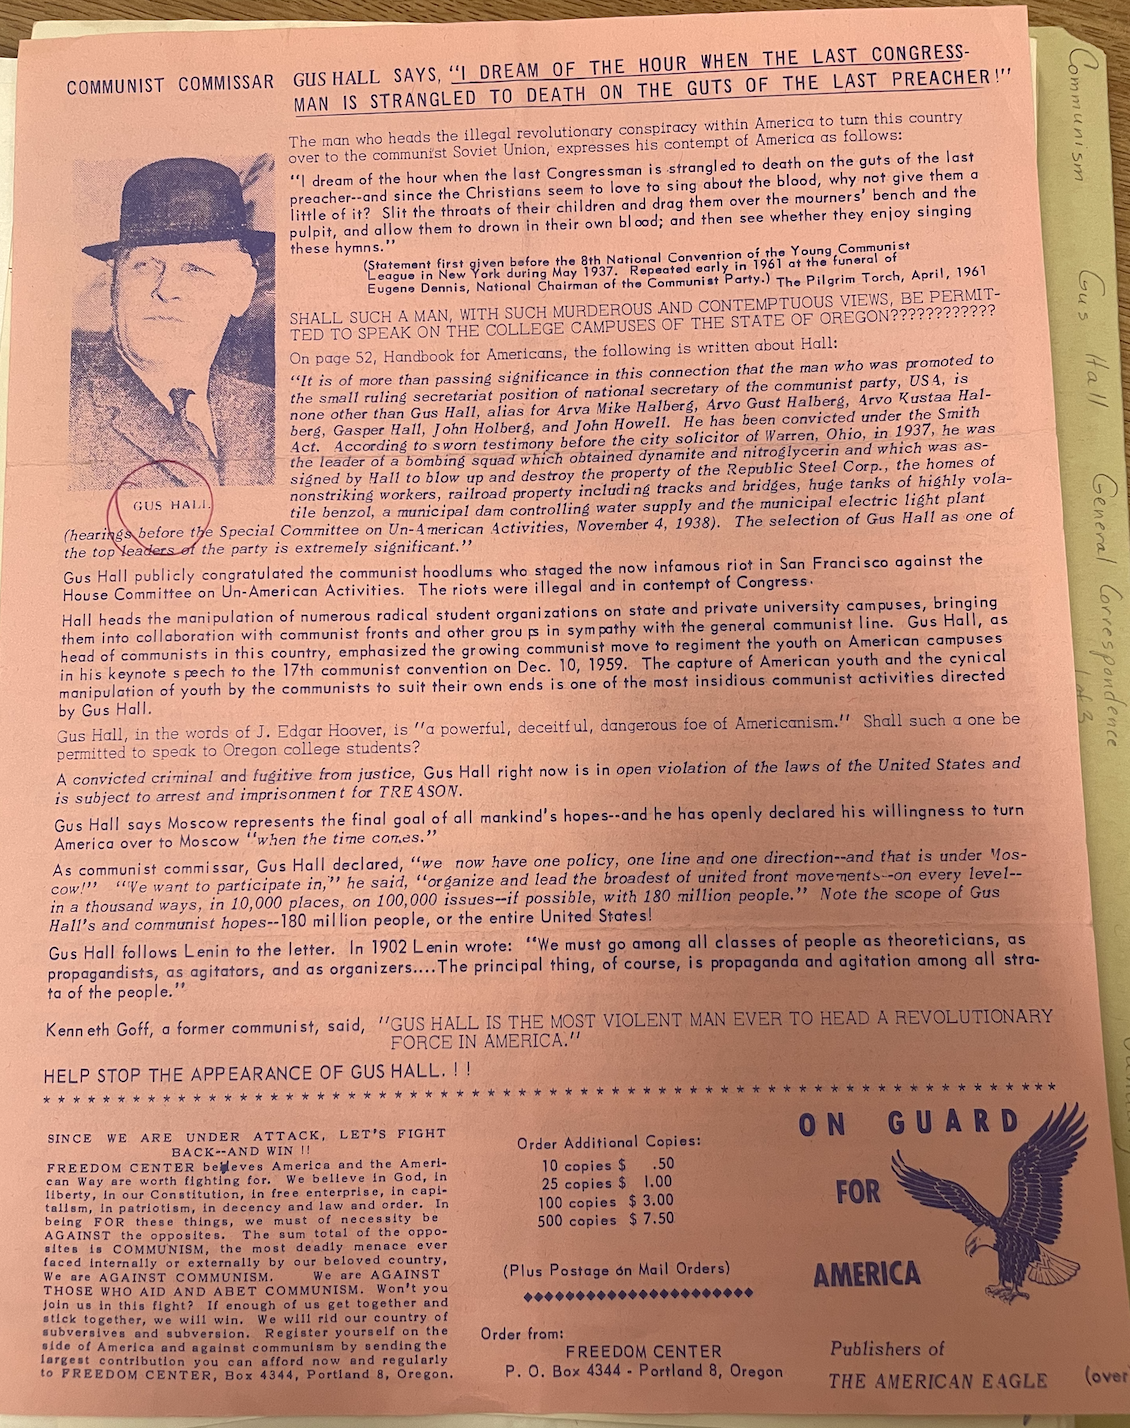 COMMUNIST COMMISSAR GUS HALL SAYS, "I DREAM OF THE HOUR WHEN THE LAST CONGRESS-
MAN IS STRANGLED TO DEATH ON THE GUTS OF THE LAST PREACHER!"
The man who heads the illegal revolutionary conspiracy within America to turn this country
over to the communist Soviet Union, expresses his contempt of America as follows:
"I dream of the hour when the last Congressman is strangled to death on the guts of the last
preacher--and since the Christians seem to love to sing about the blood, why not give them a
little of it? Slit the throats of their children and drag them over the mourners' bench and the
pulpit, and allow them to drown in their own blood; and then see whether they enjoy singing
these hymns."
(Statement first given before the 8th National Convention of the Young Communist
League in New York during May 1937. Repeated early in 1961 at the funeral of
Eugene Dennis, National Chairman of the Communist Party.) The Pilgrim Torch, April, 1961
SHALL SUCH A MAN, WITH SUCH MURDEROUS AND CONTEMPTUOUS VIEWS, BE PERMIT-
TED TO SPEAK ON THE COLLEGE CAMPUSES OF THE STATE OF OREGON????????????
On page 52, Handbook for Americans, the following is written about Hall:
"It is of more than passing significance in this connection that the man who was promoted to
the small ruling secretariat position of national secretary of the communist party, USA, is
none other than Gus Hall, alias for Arva Mike Halberg, Arvo Gust Halberg, Arvo Kustaa Hal-
berg, Gasper Hall, John Holberg, and John Howell. He has been convicted under the Smith
Act. According to sworn testimony before the city solicitor of Warren, Ohio, in 1937, he was
the leader of a bombing squad which obtained dynamite and nitroglycerin and which was as-
signed by Hall to blow up and destroy the property of the Republic Steel Corp., the homes of
nonstriking workers, railroad property including tracks and bridges, huge tanks of highly vola-
tile benzol, a municipal dam controlling water supply and the municipal electric light plant
GUS HALL
(hearings before the Special Committee on Un-American Activities, November 4, 1938). The selection of Gus Hall as one of
the top leaders of the party is extremely significant."
Gus Hall publicly congratulated the communist hoodlums who staged the now infamous riot in San Francisco against the
House Committee on Un-American Activities. The riots were illegal and in contempt of Congress.
Hall heads the manipulation of numerous radical student organizations on state and private university campuses, bringing
them into collaboration with communist fronts and other groups in sympathy with the general communist line. Gus Hall, as
head of communists in this country, emphasized the growing communist move to regiment the youth on American campuses
in his keynote speech to the 17th communist convention on Dec. 10, 1959. The capture of American youth and the cynical
manipulation of youth by the communists to suit their own ends is one of the most insidious communist activities directed
by Gus Hall.
Gus Hall, in the words of J. Edgar Hoover, is "a powerful, deceitful, dangerous foe of Americanism." Shall such a one be
permitted to speak to Oregon college students?
A convicted criminal and fugitive from justice, Gus Hall right now is in open violation of the laws of the United States and
is subject to arrest and imprisonment for TREASON.
Gus Hall says Moscow represents the final goal of all mankind's hopes--and he has openly declared his willingness to turn
America over to Moscow "when the time comes."
As communist commissar, Gus Hall declared, "we now have one policy, one line and one direction--and that is under Mos-
cow!" "We want to participate in," he said, "organize and lead the broadest of united front movements--on every level--
in a thousand ways, in 10,000 places, on 100,000 issues--if possible, with 180 million people." Note the scope of Gus
Hall's and communist hopes--180 million people, or the entire United States!
Gus Hall follows Lenin to the letter. In 1902 Lenin wrote: "We must go among all classes of people as theoreticians, as
propagandists, as agitators, and as organizers....The principal thing, of course, is propaganda and agitation among all stra-
ta of the people."
Kenneth Goff, a former communist, said, "GUS HALL IS THE MOST VIOLENT MAN EVER TO HEAD A REVOLUTIONARY
FORCE IN AMERICA."
HELP STOP THE APPEARANCE OF GUS HALL. ! !
SINCE WE ARE UNDER ATTACK, LET'S FIGHT
BACK--AND WIN !!
FREEDOM CENTER believes America and the Ameri-
can Way are worth fighting for. We believe in God, in
liberty, in our Constitution, in free enterprise, in capi-
talism, in patriotism, in decency and law and order. In
being FOR these things, we must of necessity be
AGAINST the opposites. The sum total of the oppo-
sites is COMMUNISM, the most deadly menace ever
faced internally or externally by our beloved country.
We are AGAINST COMMUNISM. We are AGAINST
THOSE WHO AID AND ABET COMMUNISM. Won't you
join us in this fight? If enough of us get together and
stick together, we will win. We will rid our country of
subversives and subversion. Register yourself on the
side of America and against communism by sending the
largest contribution you can afford now and regularly
to FREEDOM CENTER, Box 4344, Portland 8, Oregon.
Order Additional Copies:
10 copies $ .50
25 copies $ 1.00
100 copies $ 3.00
500 copies $ 7.50
(Plus Postage on Mail Orders)
Order from:
FREEDOM CENTER
P. O. Box 4344 - Portland 8, Oregon
ON GUARD
FOR
AMERICA
Publishers of
THE AMERICAN EAGLE
(over
Communism Gus Hall General Correspondence 1 of 3